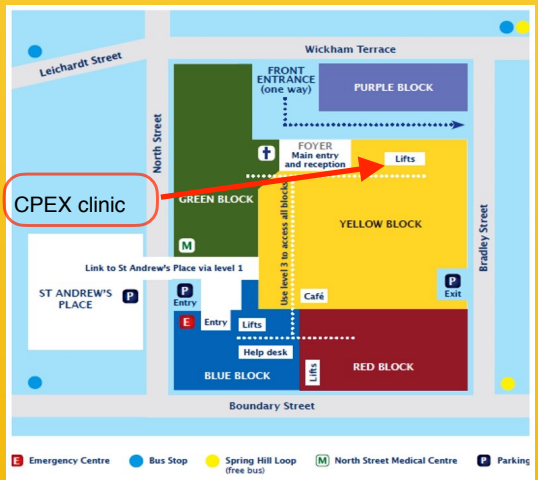 Wickham Terrace
Leichardt Street
FRONT
ENTRANCE
(one way)
PURPLE BLOCK
North Street
FOYER
Main entry
and reception
Lifts
CPEX clinic
GREEN BLOCK
Use level 3 to access all blocks
YELLOW BLOCK
Bradley Street
M
Link to St Andrew's Place via level 1
ST ANDREW'S
PLACE
P
P
Entry
Café
P
Exit
E
Entry
Lifts
Help desk
BLUE BLOCK
Lifts
RED BLOCK
Boundary Street
E Emergency Centre
Bus Stop
Spring Hill Loop
(free bus)
M North Street Medical Centre
P Parking